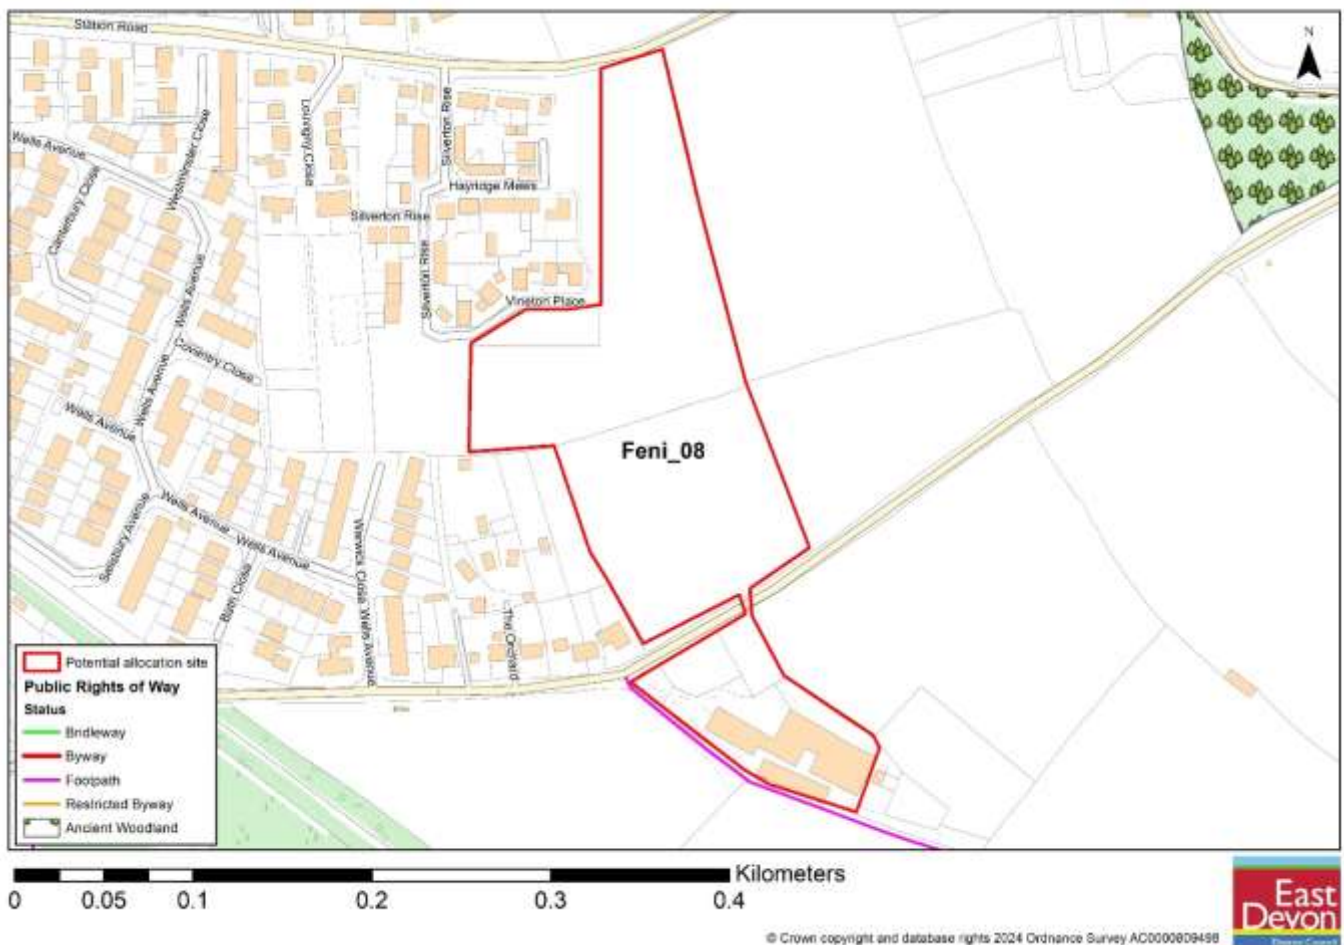 Station Road
N
Wells Avenue
Westminster Close
Louvigny Close
Silverton Rise
Canterbury Close
Hayridge Mews
Silverton Rise
Wells Avenue
Silverton Rise
Vineton Place
Coventry Close
Wells Avenue
Wells Avenue
Feni_08
Salisbury Avenue
Wells Avenue
Wells Avenue
Bath Close
Warwick Close
Wells Avenue
The Orchard
Potential allocation site
Public Rights of Way
Status
Bridleway
Byway
Footpath
Restricted Byway
Ancient Woodland
Kilometers
0 0.05 0.1 0.2 0.3 0.4
East
Devon
© Crown copyright and database rights 2024 Ordnance Survey AC0000809498